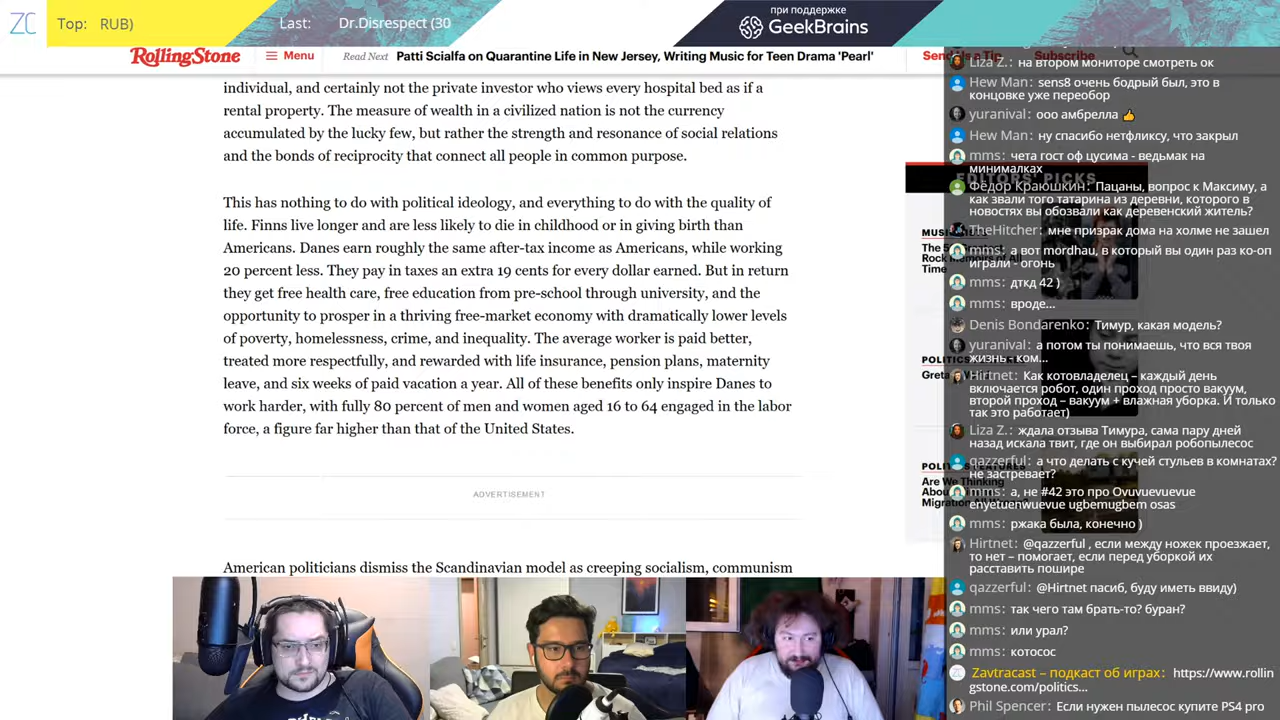 ZC
Top: RUB)
Last: Dr.Disrespect (30
при поддержке
GeekBrains
RollingStone
Menu
Read Next
Patti Scialfa on Quarantine Life in New Jersey, Writing Music for Teen Drama 'Pearl'
Subscribe
individual, and certainly not the private investor who views every hospital bed as if a
rental property. The measure of wealth in a civilized nation is not the currency
accumulated by the lucky few, but rather the strength and resonance of social relations
and the bonds of reciprocity that connect all people in common purpose.
This has nothing to do with political ideology, and everything to do with the quality of
life. Finns live longer and are less likely to die in childhood or in giving birth than
Americans. Danes earn roughly the same after-tax income as Americans, while working
20 percent less. They pay in taxes an extra 19 cents for every dollar earned. But in return
they get free health care, free education from pre-school through university, and the
opportunity to prosper in a thriving free-market economy with dramatically lower levels
of poverty, homelessness, crime, and inequality. The average worker is paid better,
treated more respectfully, and rewarded with life insurance, pension plans, maternity
leave, and six weeks of paid vacation a year. All of these benefits only inspire Danes to
work harder, with fully 80 percent of men and women aged 16 to 64 engaged in the labor
force, a figure far higher than that of the United States.
ADVERTISEMENT
American politicians dismiss the Scandinavian model as creeping socialism, communism
EDITORS' PICKS
Liza Z.: на втором мониторе смотреть ок
Hew Man: sens8 очень бодрый был, это в
концовке уже перебор
yuranival: ооо амбрелла 👍
Hew Man: ну спасибо нетфликсу, что закрыл
mms: чета гост оф цусима - ведьмак на
минималках
Фёдор Краюшкин: Пацаны, вопрос к Максиму, а
как звали того татарина из деревни, которого в
новостях вы обозвали как деревенский житель?
TheHitcher: мне призрак дома на холме не зашел
mms: а вот mordhau, в который вы один раз ко-оп
играли - огонь
mms: дткд 42 )
mms: вроде...
Denis Bondarenko: Тимур, какая модель?
yuranival: а потом ты понимаешь, что вся твоя
жизнь - ком...
Hirtnet: Как котовладелец – каждый день
включается робот, один проход просто вакуум,
второй проход – вакуум + влажная уборка. И только
так это работает)
Liza Z.: ждала отзыва Тимура, сама пару дней
назад искала твит, где он выбирал робопылесос
qazzerful: а что делать с кучей стульев в комнатах?
не застревает?
mms: а, не #42 это про Ovuvuevuevue
enyetuenwuevue ugbemugbem osas
mms: ржака была, конечно )
Hirtnet: @qazzerful , если между ножек проезжает,
то нет – помогает, если перед уборкой их
расставить пошире
qazzerful: @Hirtnet пасиб, буду иметь ввиду)
mms: так чего там брать-то? буран?
mms: или урал?
mms: котосос
Zavtracast – подкаст об играх: https://www.rollin
gstone.com/politics...
Phil Spencer: Если нужен пылесос купите PS4 pro